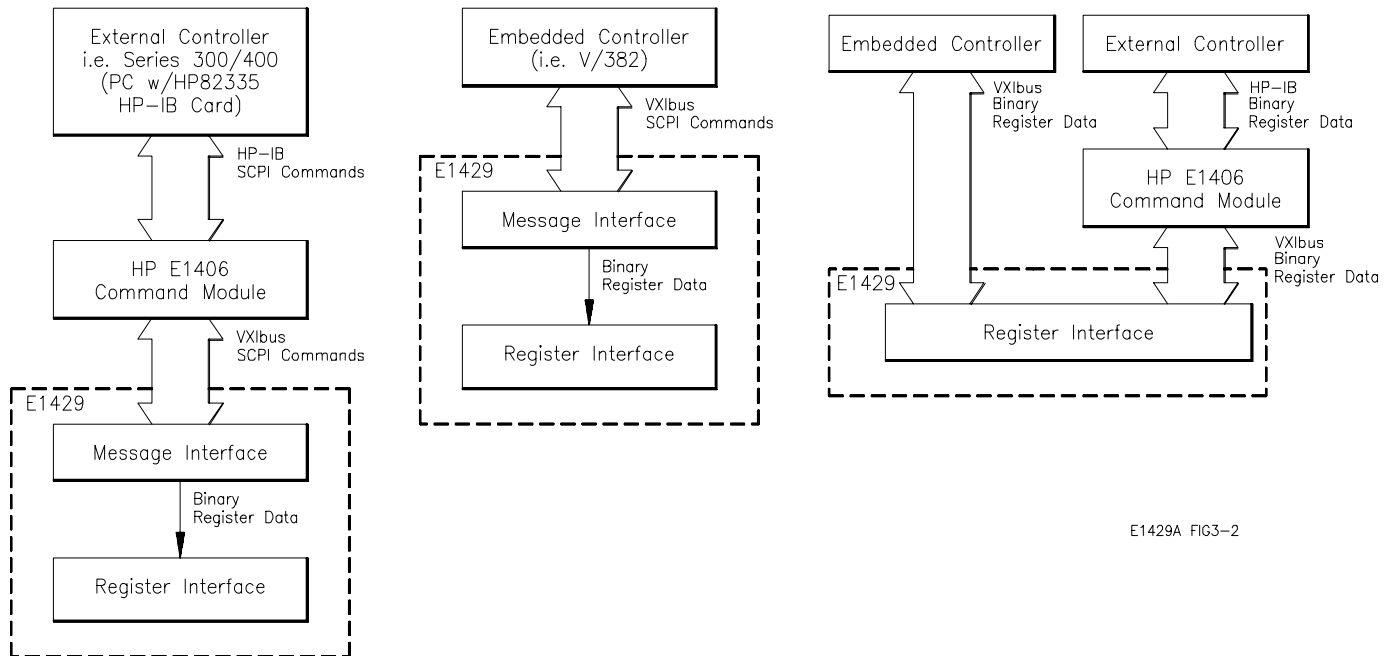 External Controller
i.e. Series 300/400
(PC w/HP82335
HP-IB Card)
HP-IB
SCPI Commands
HP E1406
Command Module
VXIbus
SCPI Commands
E1429
Message Interface
Binary
Register Data
Register Interface
Embedded Controller
(i.e. V/382)
VXIbus
SCPI Commands
E1429
Message Interface
Binary
Register Data
Register Interface
Embedded Controller
VXIbus
Binary
Register Data
External Controller
HP-IB
Binary
Register Data
HP E1406
Command Module
VXIbus
Binary
Register Data
E1429
Register Interface
E1429A FIG3-2